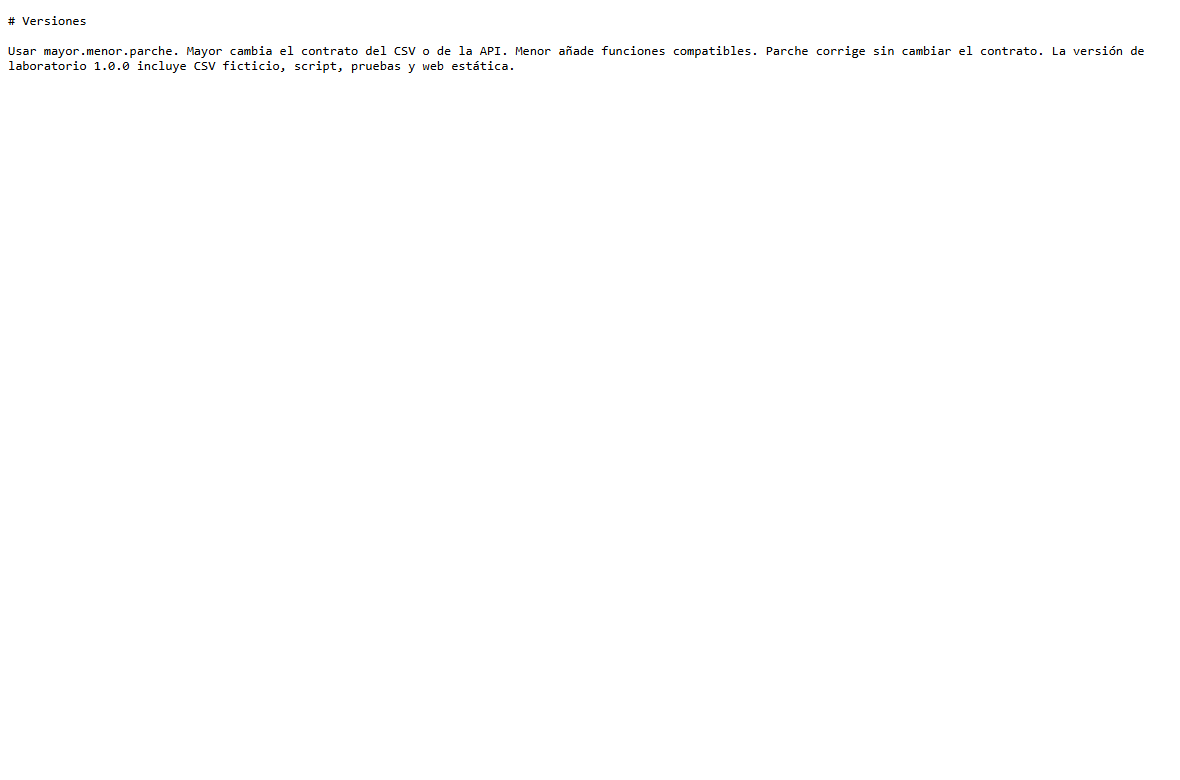 # Versiones
Usar mayor.menor.parche. Mayor cambia el contrato del CSV o de la API. Menor añade funciones compatibles. Parche corrige sin cambiar el contrato. La versión de
laboratorio 1.0.0 incluye CSV ficticio, script, pruebas y web estática.